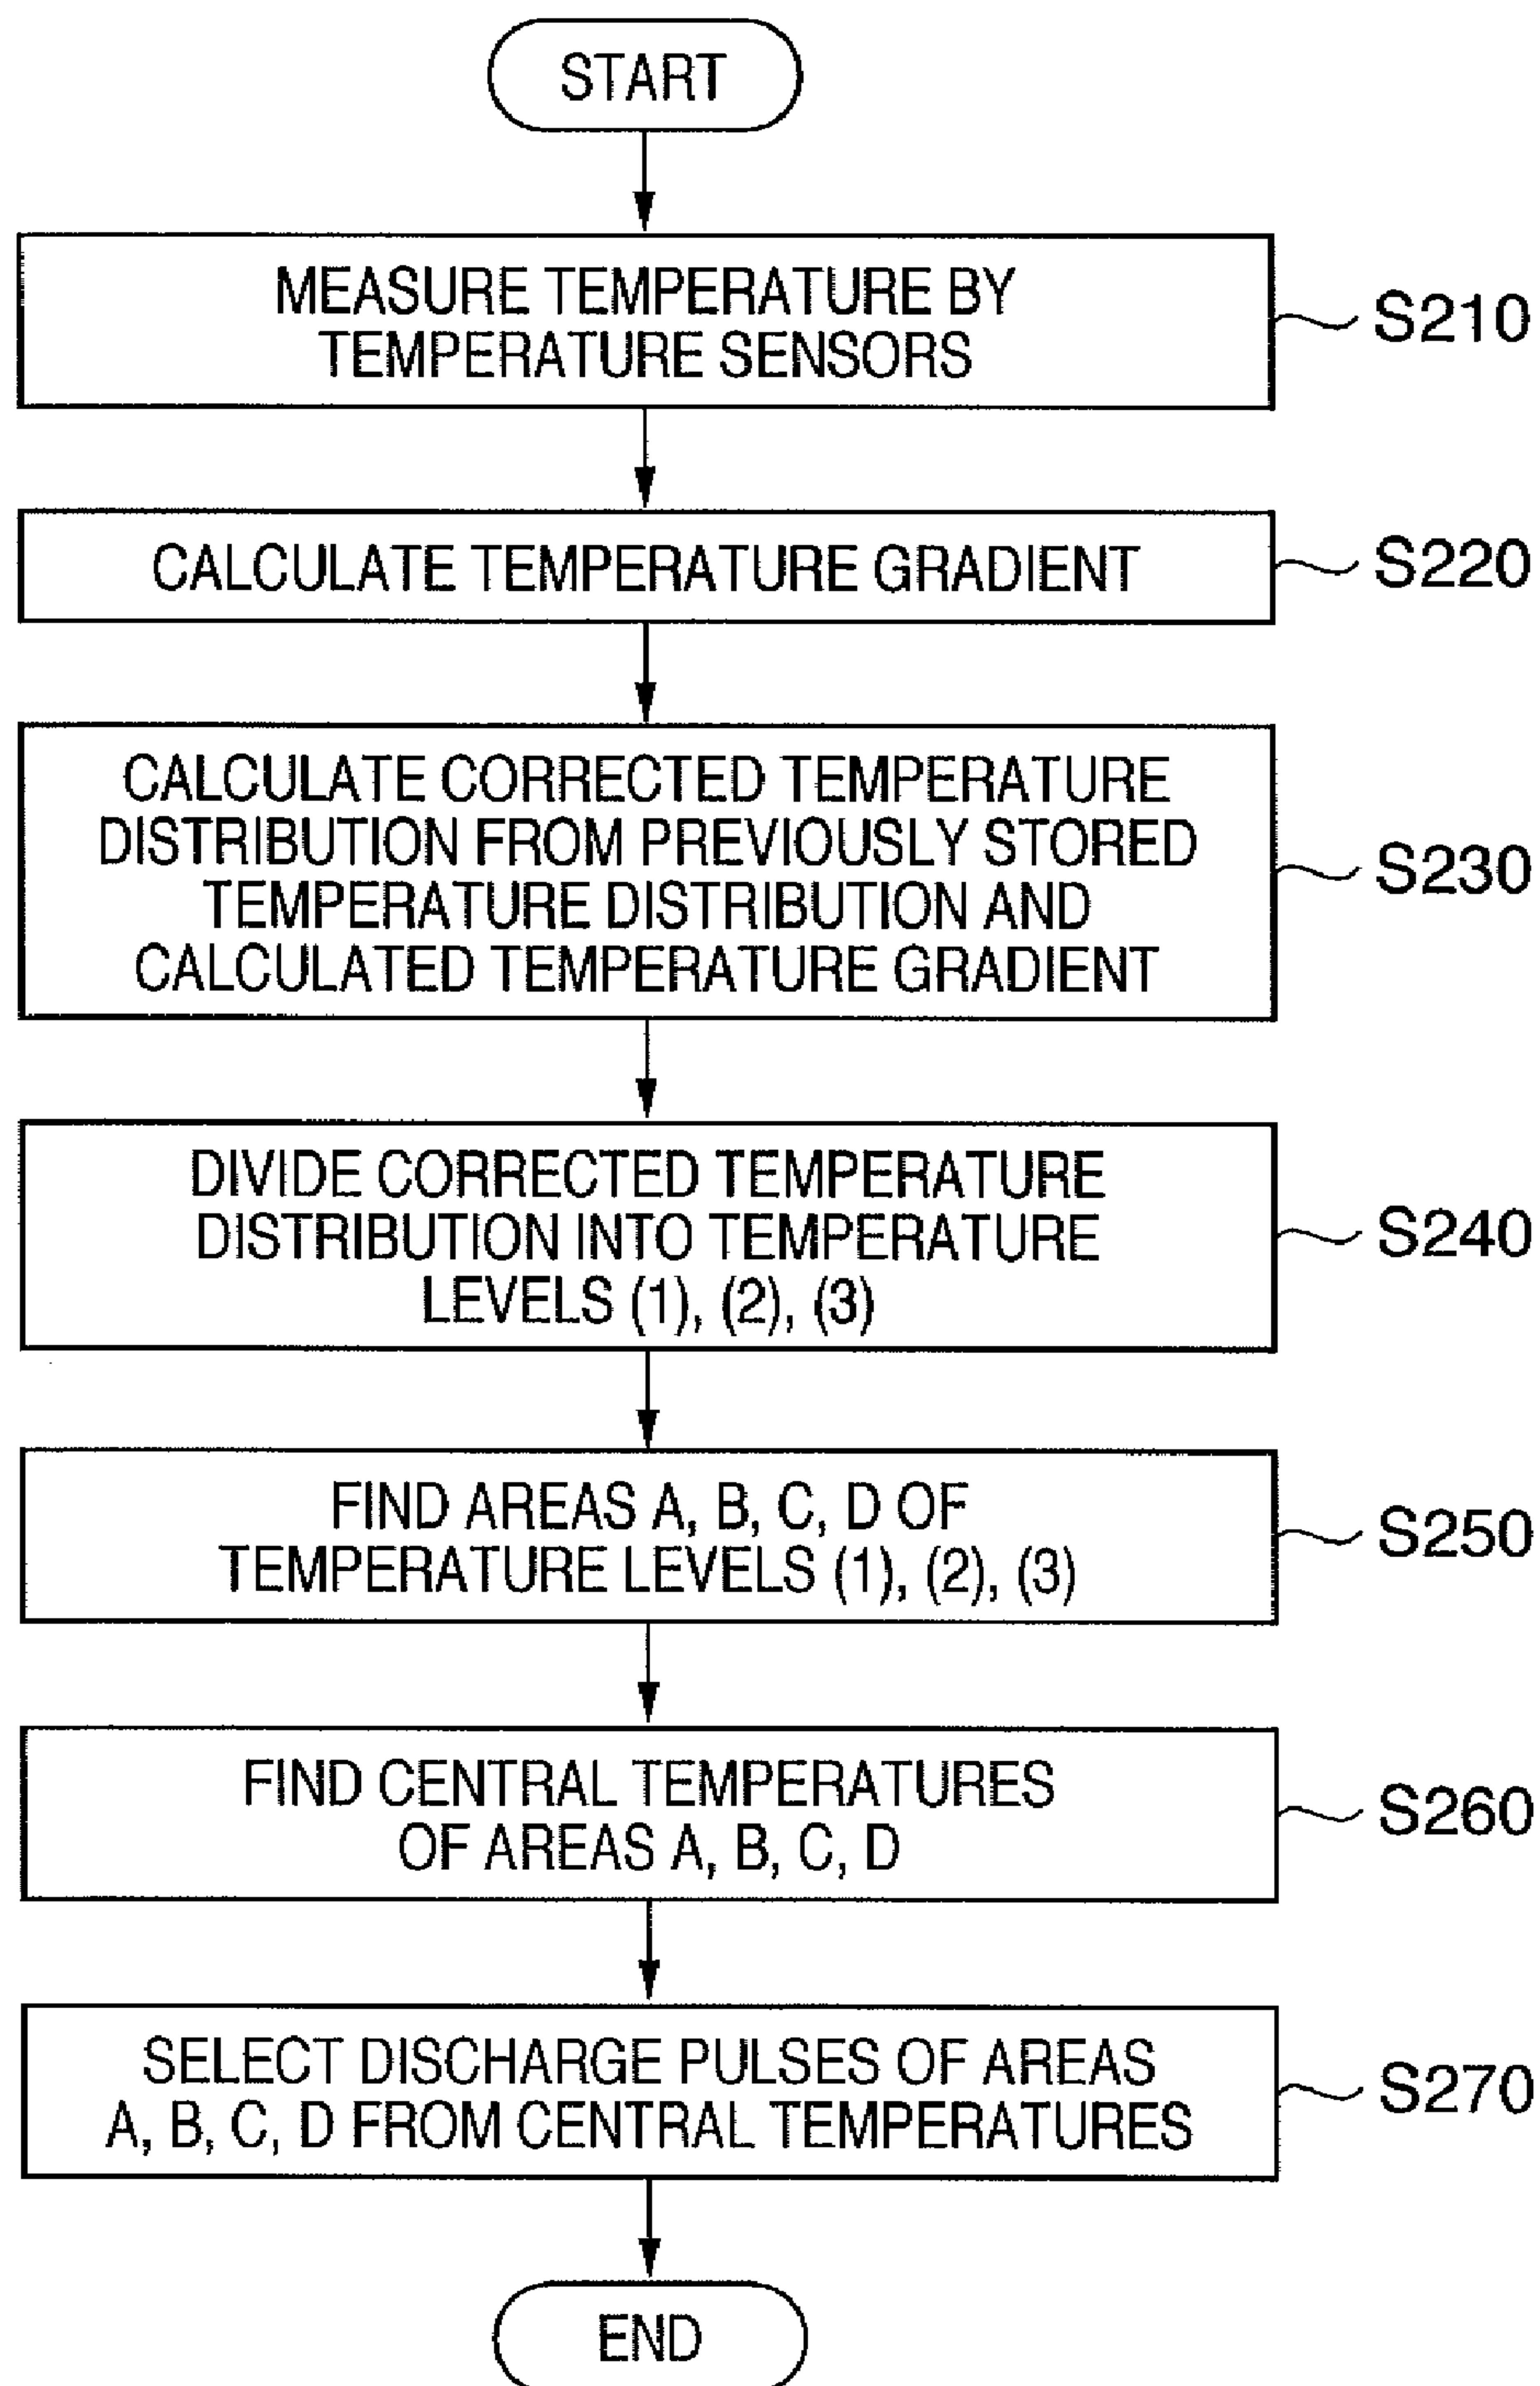 START
MEASURE TEMPERATURE BY
TEMPERATURE SENSORS
S210
CALCULATE TEMPERATURE GRADIENT
S220
CALCULATE CORRECTED TEMPERATURE
DISTRIBUTION FROM PREVIOUSLY STORED
TEMPERATURE DISTRIBUTION AND
CALCULATED TEMPERATURE GRADIENT
S230
DIVIDE CORRECTED TEMPERATURE
DISTRIBUTION INTO TEMPERATURE
LEVELS (1), (2), (3)
S240
FIND AREAS A, B, C, D OF
TEMPERATURE LEVELS (1), (2), (3)
S250
FIND CENTRAL TEMPERATURES
OF AREAS A, B, C, D
S260
SELECT DISCHARGE PULSES OF AREAS
A, B, C, D FROM CENTRAL TEMPERATURES
S270
END